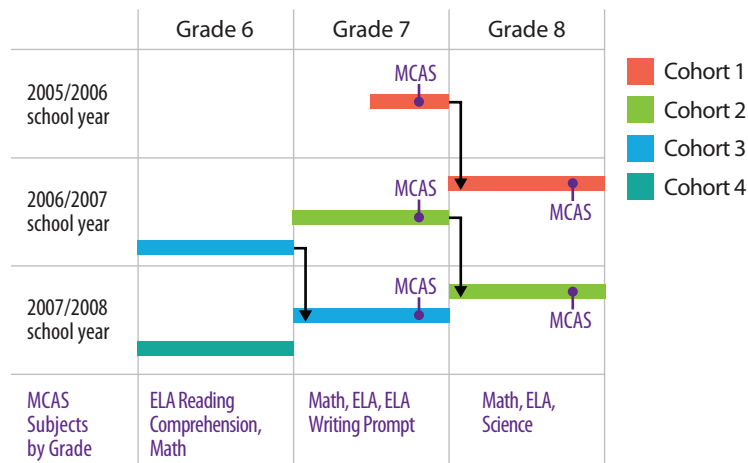 Grade 6
Grade 7
Grade 8
MCAS
2005/2006
school year
Cohort 1
Cohort 2
Cohort 3
Cohort 4
MCAS
2006/2007
school year
MCAS
MCAS
2007/2008
school year
MCAS
MCAS
Subjects
by Grade
ELA Reading
Comprehension,
Math
Math, ELA, ELA
Writing Prompt
Math, ELA,
Science